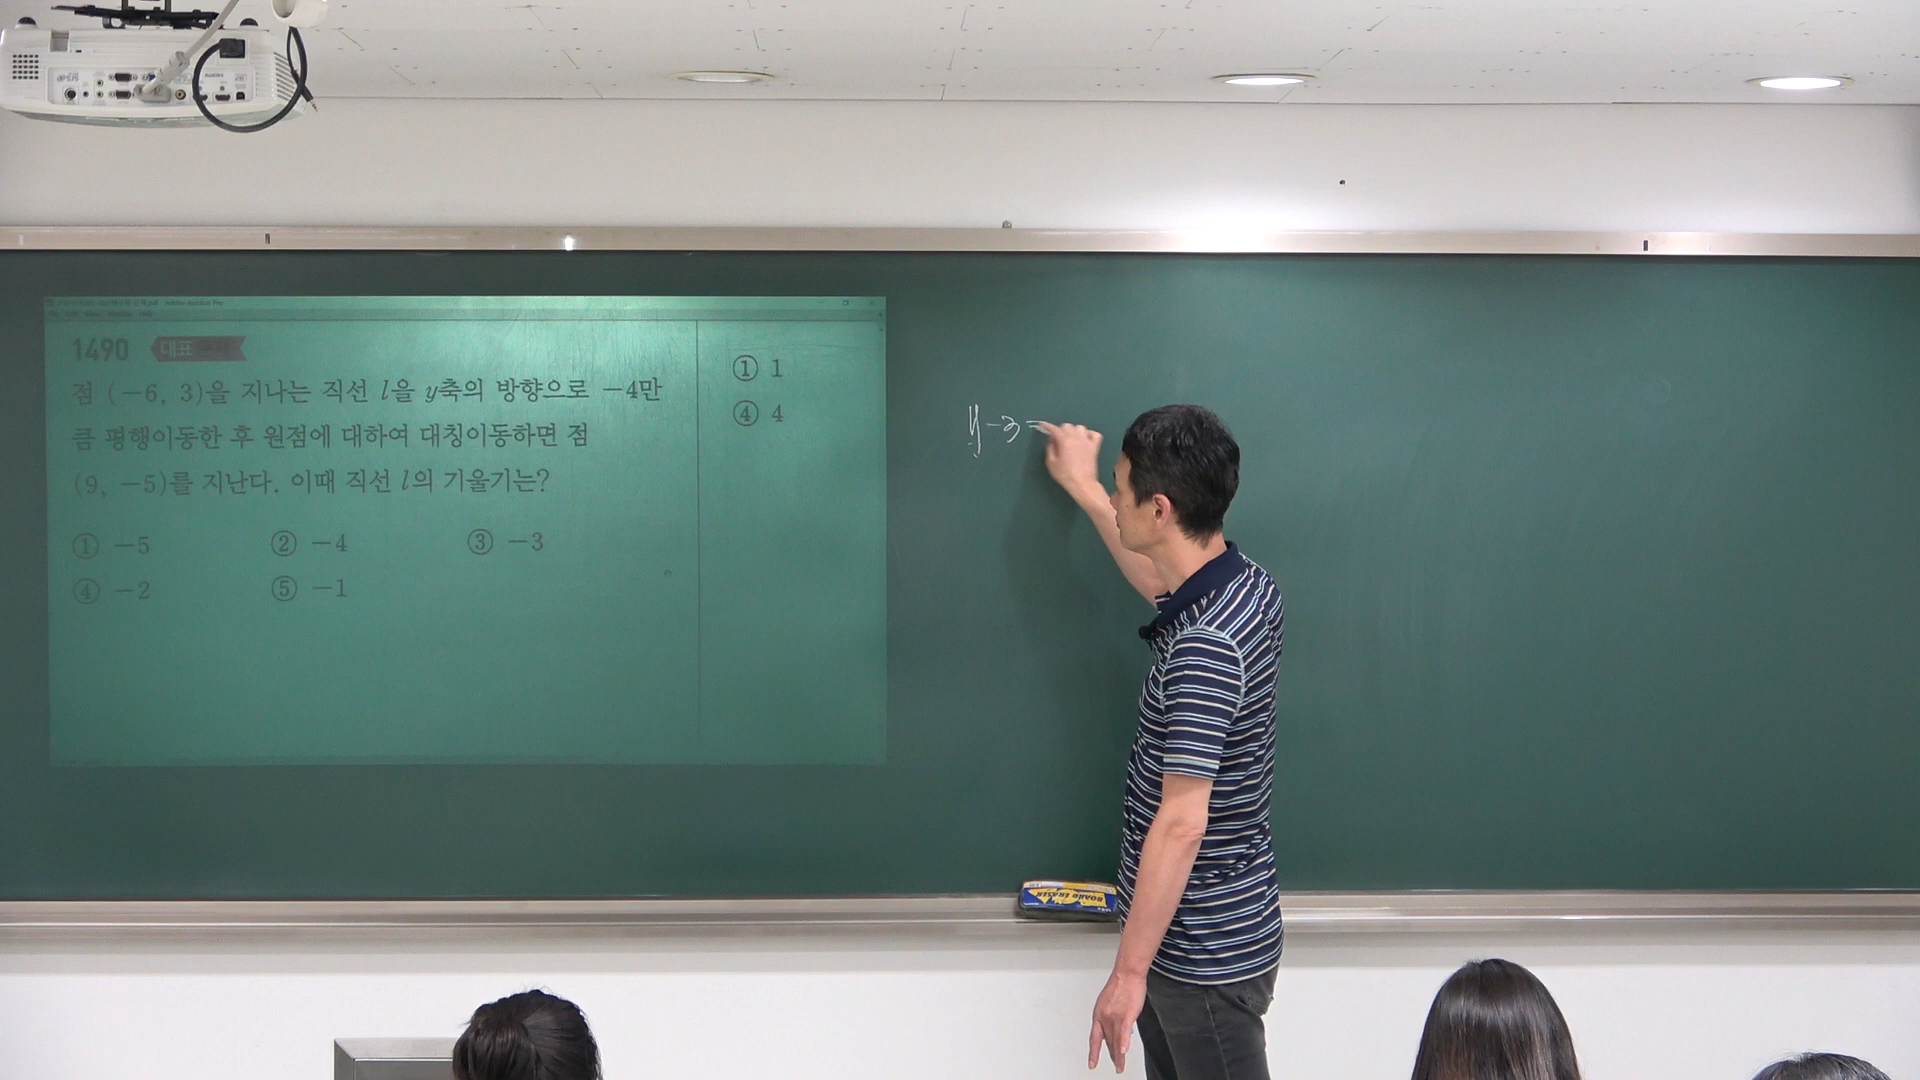 1490 대표
점 (-6, 3)을 지나는 직선 l을 y축의 방향으로 -4만
큼 평행이동한 후 원점에 대하여 대칭이동하면 점
(9, -5)를 지난다. 이때 직선 l의 기울기는?
① -5 ② -4 ③ -3
④ -2 ⑤ -1
① 1
④ 4
y-3=
BOARD ERASER